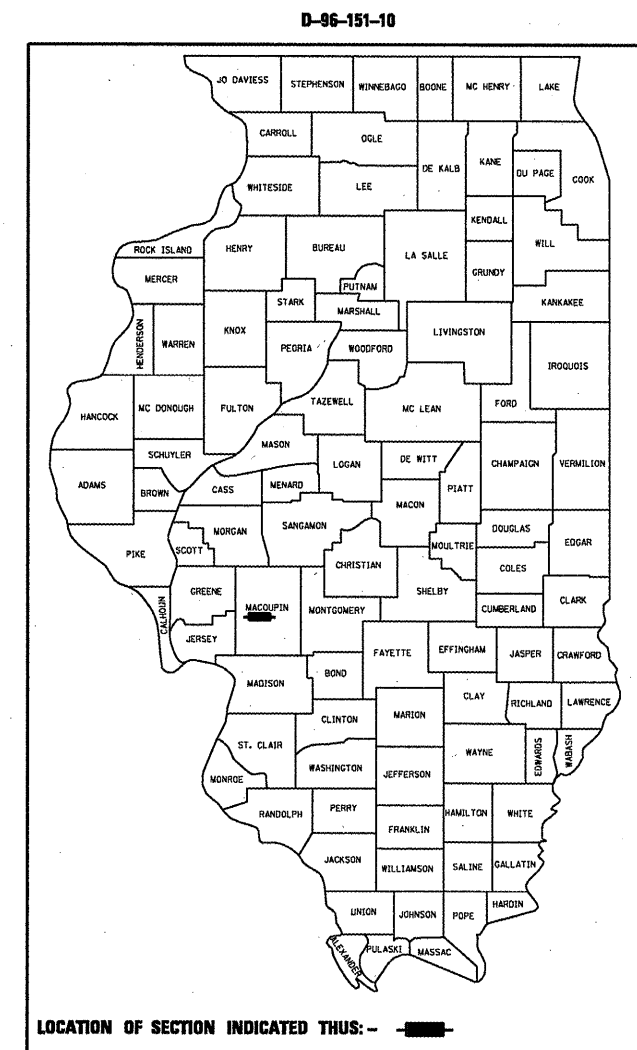 D-96-151-10
JO DAVIESS STEPHENSON WINNEBAGO BOONE MC HENRY LAKE
CARROLL OGLE
DE KALB KANE DU PAGE COOK
WHITESIDE LEE
KENDALL
ROCK ISLAND HENRY BUREAU LA SALLE WILL
MERCER GRUNDY
PUTNAM
STARK MARSHALL KANKAKEE
HENDERSON WARREN KNOX PEORIA WOODFORD LIVINGSTON
IROQUOIS
HANCOCK MC DONOUGH FULTON TAZEWELL MC LEAN FORD
MASON
SCHUYLER LOGAN DE WITT CHAMPAIGN VERMILION
ADAMS BROWN CASS MENARD PIATT
MACON
MORGAN SANGAMON DOUGLAS
PIKE SCOTT MOULTRIE EDGAR
CHRISTIAN COLES
GREENE SHELBY CLARK
CALHOUN MACOUPIN MONTGOMERY CUMBERLAND
JERSEY
FAYETTE EFFINGHAM JASPER CRAWFORD
MADISON BOND
CLAY RICHLAND LAWRENCE
CLINTON MARION
ST. CLAIR WAYNE EDWARDS WABASH
WASHINGTON JEFFERSON
MONROE
RANDOLPH PERRY HAMILTON WHITE
FRANKLIN
JACKSON WILLIAMSON SALINE GALLATIN
UNION JOHNSON POPE HARDIN
ALEXANDER PULASKI MASSAC
LOCATION OF SECTION INDICATED THUS: -